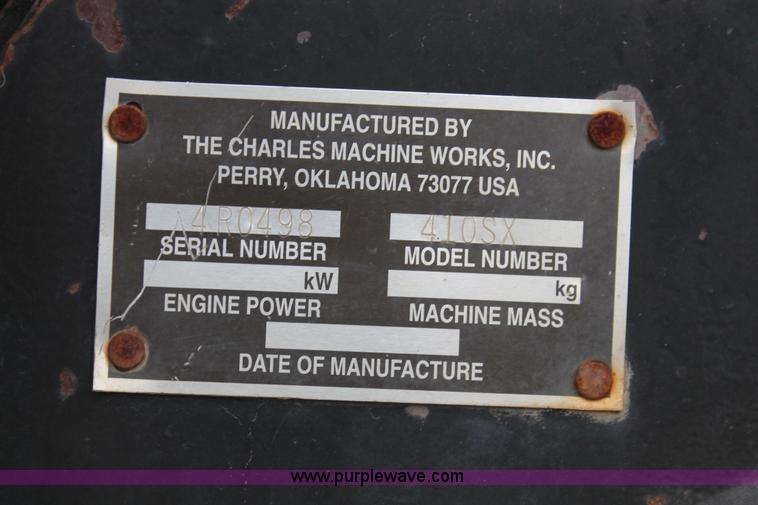 MANUFACTURED BY
THE CHARLES MACHINE WORKS, INC.
PERRY, OKLAHOMA 73077 USA
4R0498 410SX
SERIAL NUMBER MODEL NUMBER
kW kg
ENGINE POWER MACHINE MASS
DATE OF MANUFACTURE
www.purplewave.com